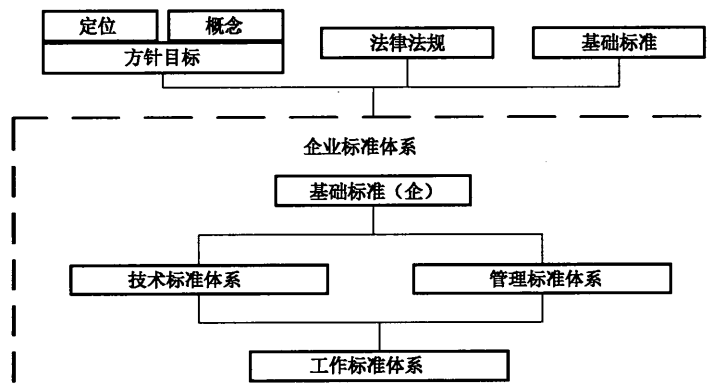 定位 概念
方针目标 法律法规 基础标准
企业标准体系
基础标准（企）
技术标准体系 管理标准体系
工作标准体系